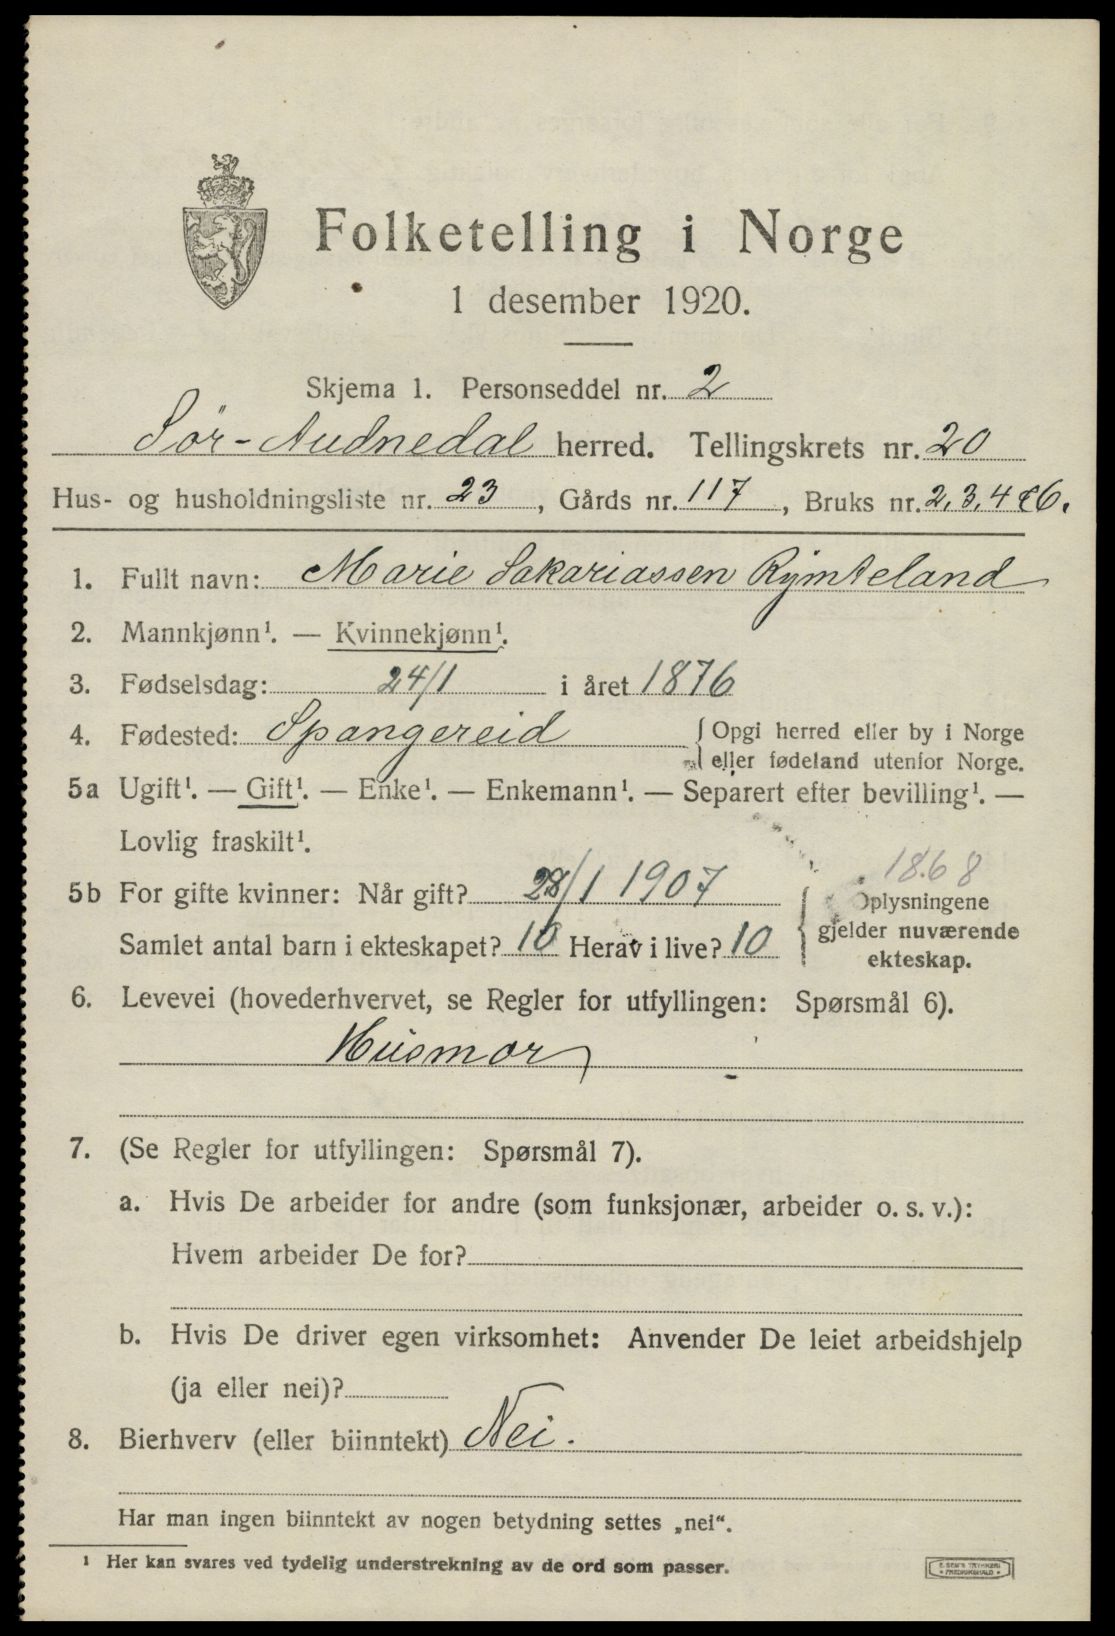 Folketelling i Norge
1 desember 1920.
Skjema 1. Personseddel nr. 2
Sör-Audnedal herred. Tellingskrets nr. 20
Hus- og husholdningsliste nr. 23, Gårds nr. 117, Bruks nr. 2, 3, 4 & 6.
1. Fullt navn: Marie Sakariassen Rÿmteland
2. Mannkjønn¹. — Kvinnekjønn¹.
3. Fødselsdag: 24/1 i året 1876
4. Fødested: Spangereid { Opgi herred eller by i Norge
eller fødeland utenfor Norge.
5a Ugift¹. — Gift¹. — Enke¹. — Enkemann¹. — Separert efter bevilling¹. —
Lovlig fraskilt¹.
1868
5b For gifte kvinner: Når gift? 28/1 1907
Samlet antal barn i ekteskapet? 10 Herav i live? 10
{ Oplysningene
gjelder nuværende
ekteskap.
6. Levevei (hovederhvervet, se Regler for utfyllingen: Spørsmål 6).
Husmor
7. (Se Regler for utfyllingen: Spørsmål 7).
a. Hvis De arbeider for andre (som funksjonær, arbeider o. s. v.):
Hvem arbeider De for?
b. Hvis De driver egen virksomhet: Anvender De leiet arbeidshjelp
(ja eller nei)?
8. Bierhverv (eller biinntekt) Nei.
Har man ingen biinntekt av nogen betydning settes „nei“.
¹ Her kan svares ved tydelig understrekning av de ord som passer.
E. SEM'S TRYKKERI
• FREDRIKSHALD •